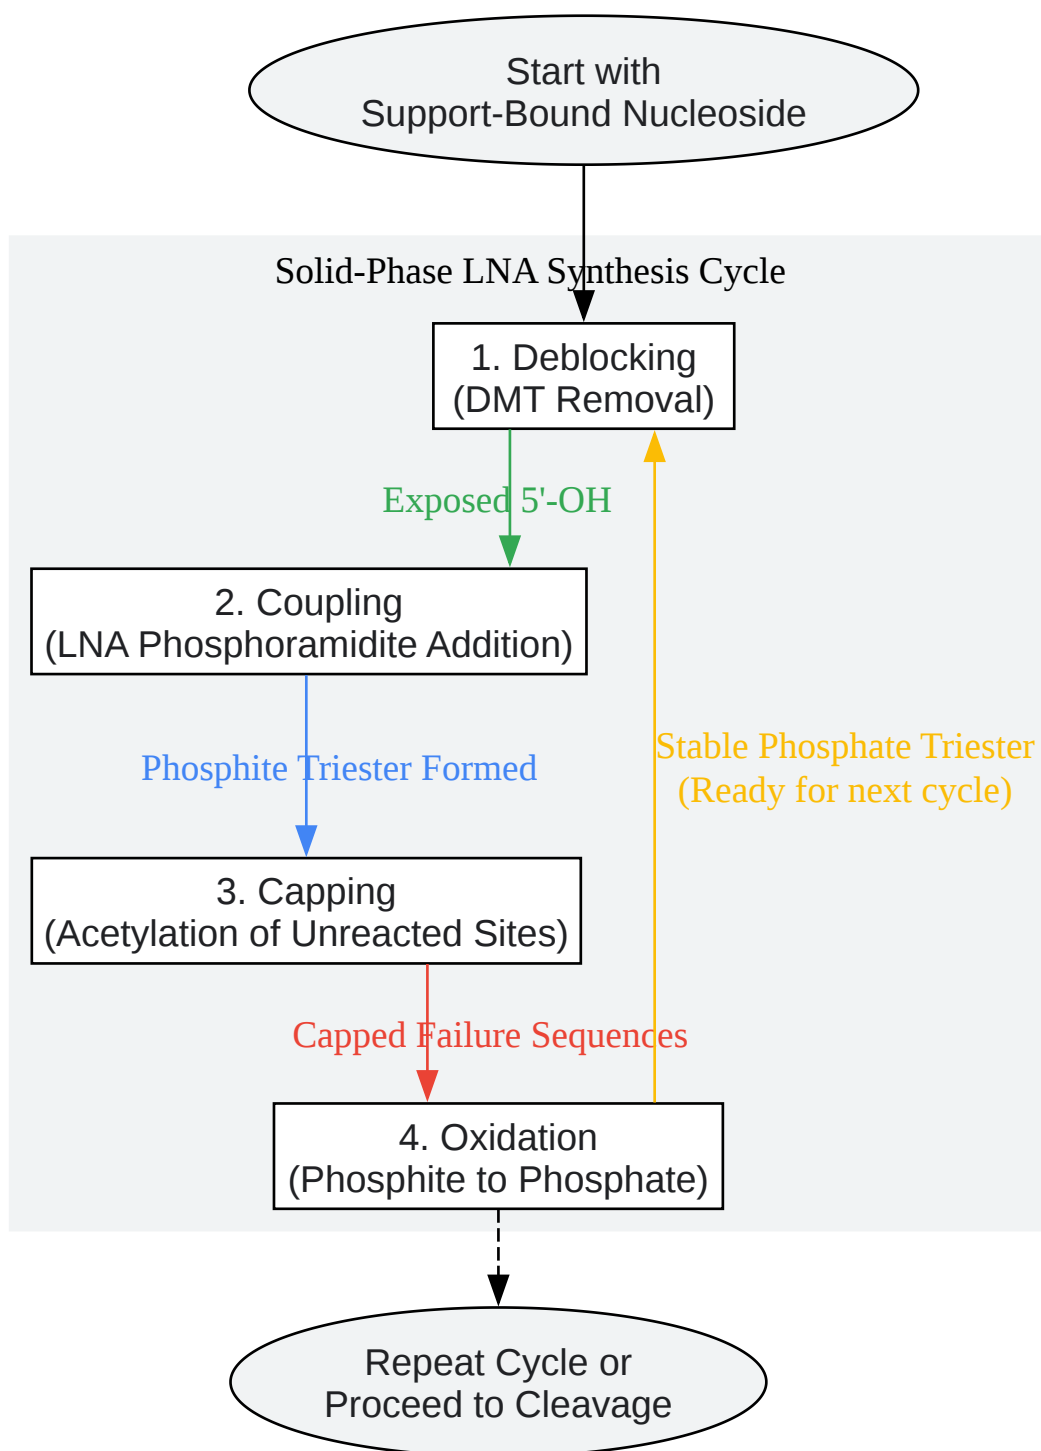 Start with
Support-Bound Nucleoside
Solid-Phase LNA Synthesis Cycle
1. Deblocking
(DMT Removal)
Exposed 5'-OH
2. Coupling
(LNA Phosphoramidite Addition)
Phosphite Triester Formed
Stable Phosphate Triester
(Ready for next cycle)
3. Capping
(Acetylation of Unreacted Sites)
Capped Failure Sequences
4. Oxidation
(Phosphite to Phosphate)
Repeat Cycle or
Proceed to Cleavage